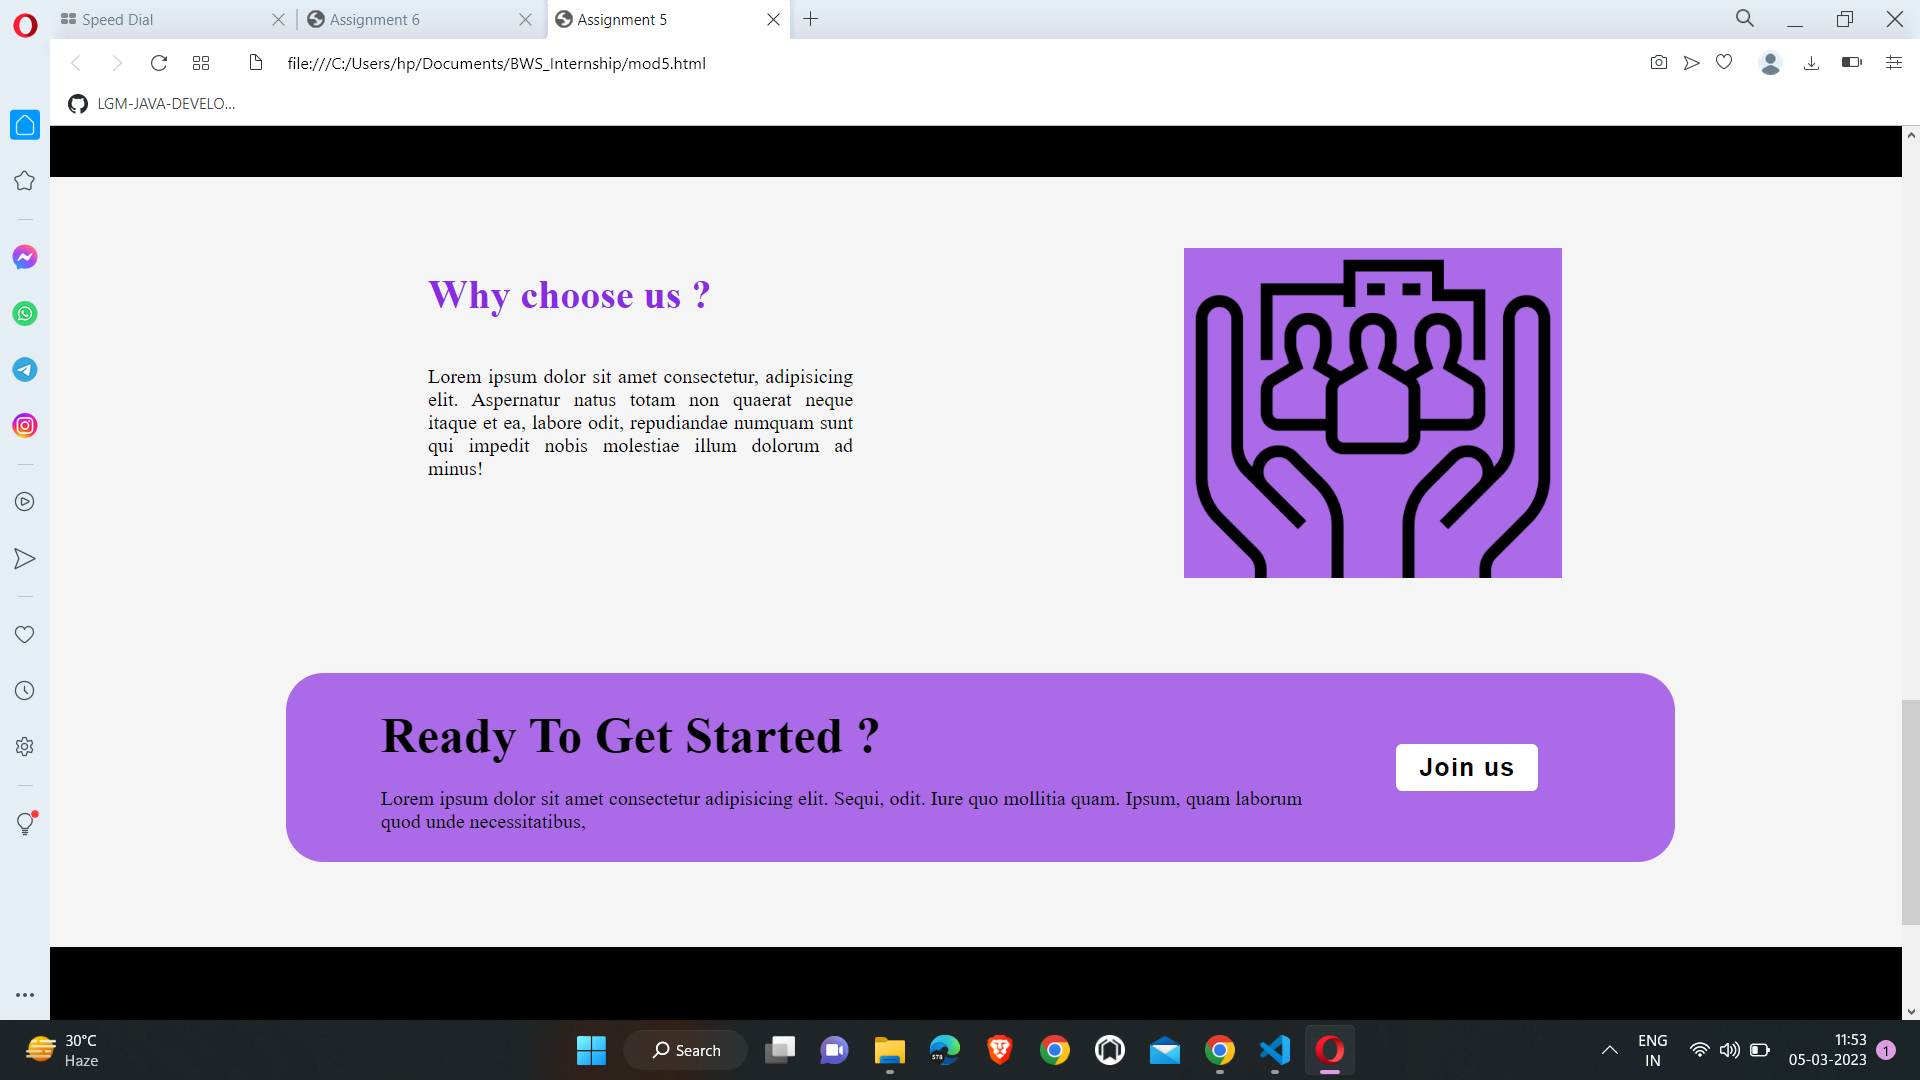 Speed Dial
Assignment 6
Assignment 5
file:///C:/Users/hp/Documents/BWS_Internship/mod5.html
LGM-JAVA-DEVELO...
Why choose us ?
Lorem ipsum dolor sit amet consectetur, adipisicing
elit. Aspernatur natus totam non quaerat neque
itaque et ea, labore odit, repudiandae numquam sunt
qui impedit nobis molestiae illum dolorum ad
minus!
Ready To Get Started ?
Lorem ipsum dolor sit amet consectetur adipisicing elit. Sequi, odit. Iure quo mollitia quam. Ipsum, quam laborum
quod unde necessitatibus,
Join us
30°C
Haze
Search
ENG
IN
11:53
05-03-2023
1